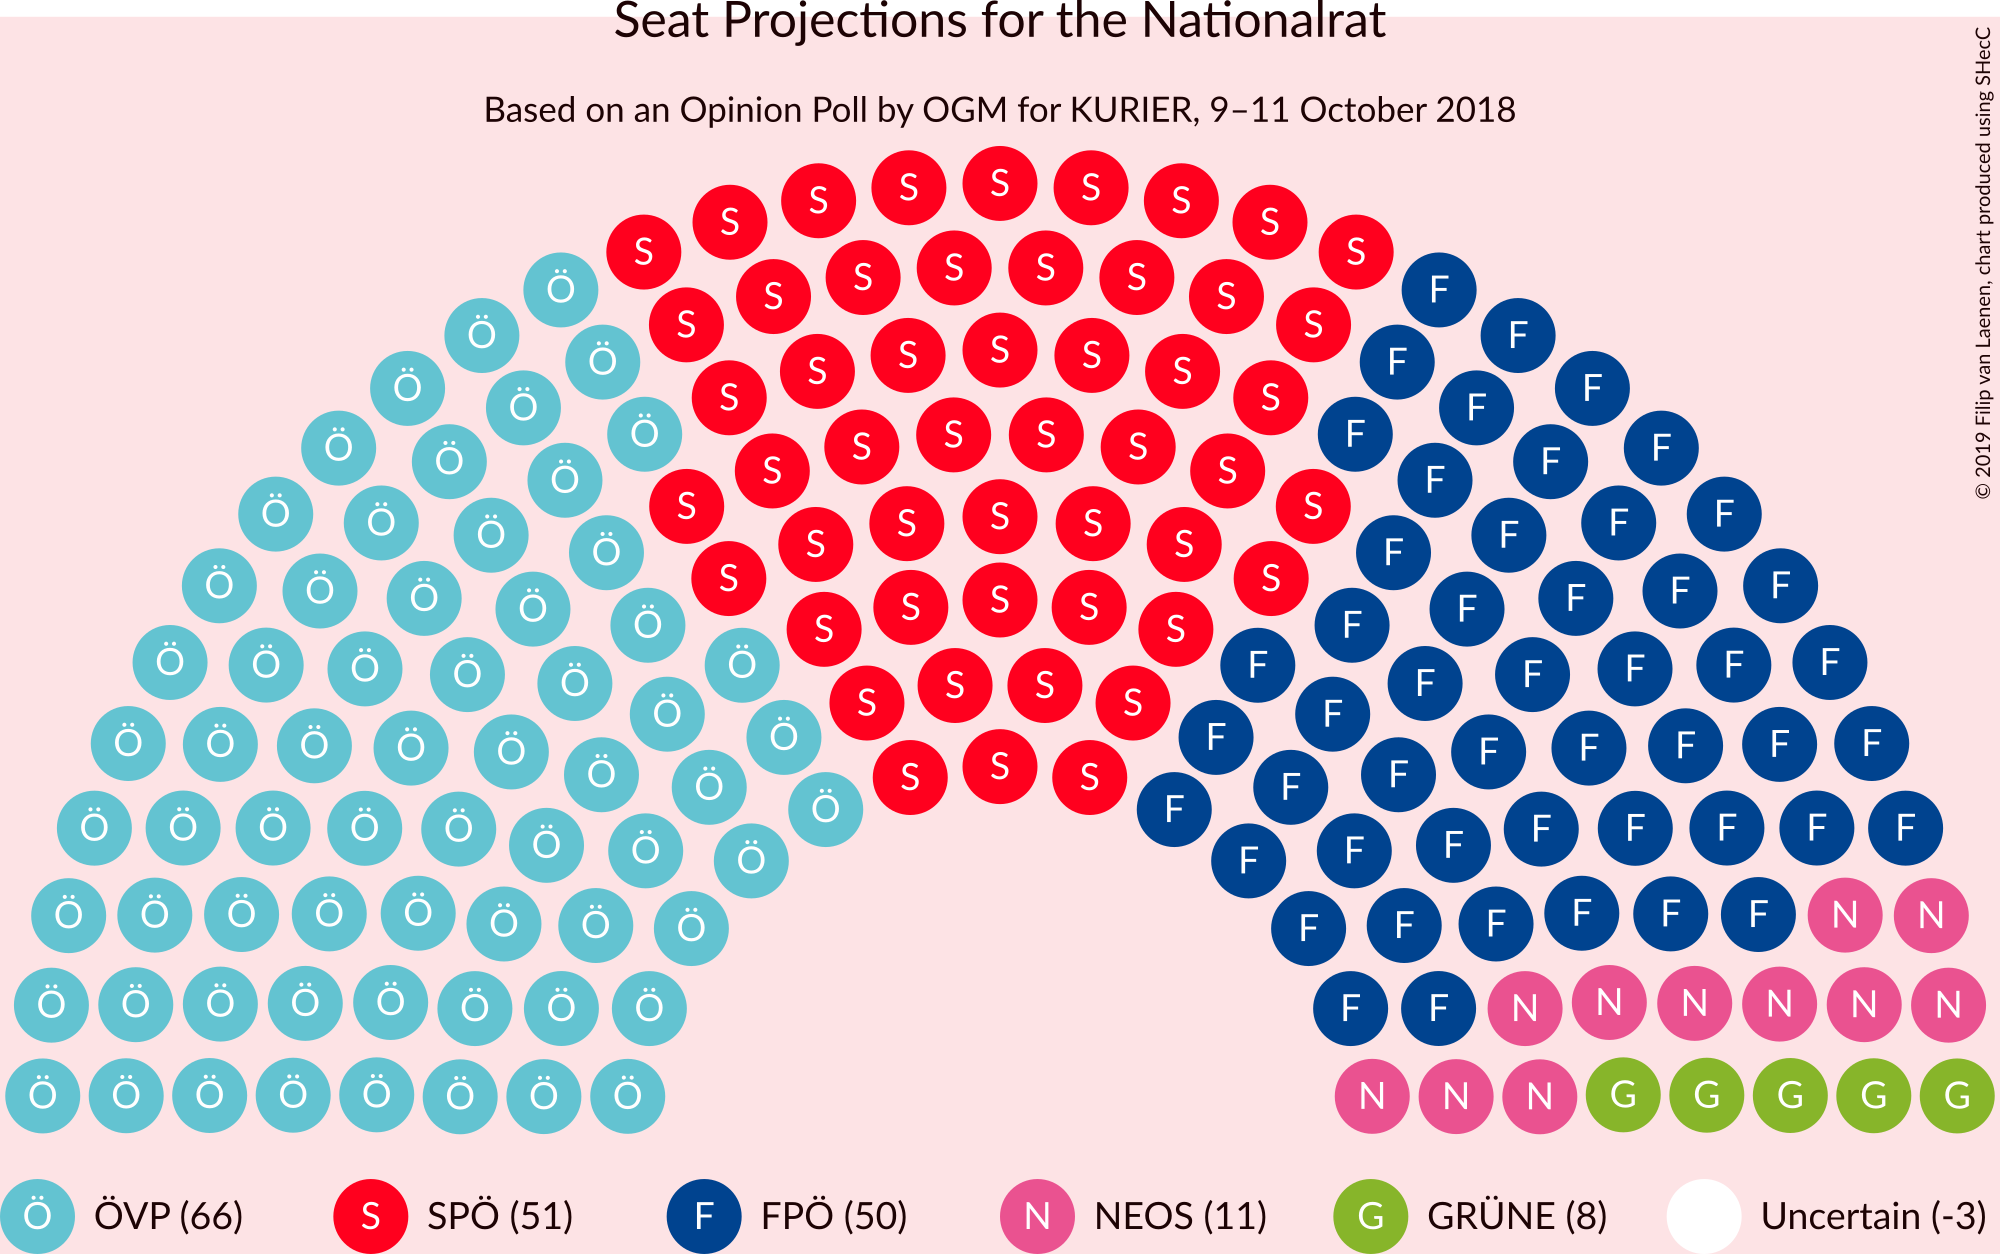 Seat Projections for the Nationalrat
Based on an Opinion Poll by OGM for KURIER, 9–11 October 2018
© 2019 Filip van Laenen, chart produced using SHecC
S S S S S S S S S
Ö S S S S S S S S F
Ö Ö S S S S S S S F F
Ö Ö Ö S S S S S S S S F F F
Ö Ö Ö S S S S S S S F F F
Ö Ö Ö Ö S S S S S F F F F
Ö Ö Ö Ö Ö Ö S S S S F F F F F F
Ö Ö Ö Ö Ö Ö Ö S S S F F F F F F F
Ö Ö Ö Ö Ö Ö Ö Ö Ö F F F F F F F F F
Ö Ö Ö Ö Ö Ö Ö Ö F F F F F F N N
Ö Ö Ö Ö Ö Ö Ö Ö F F N N N N N N
Ö Ö Ö Ö Ö Ö Ö Ö N N N G G G G G
Ö ÖVP (66) S SPÖ (51) F FPÖ (50) N NEOS (11) G GRÜNE (8) Uncertain (-3)